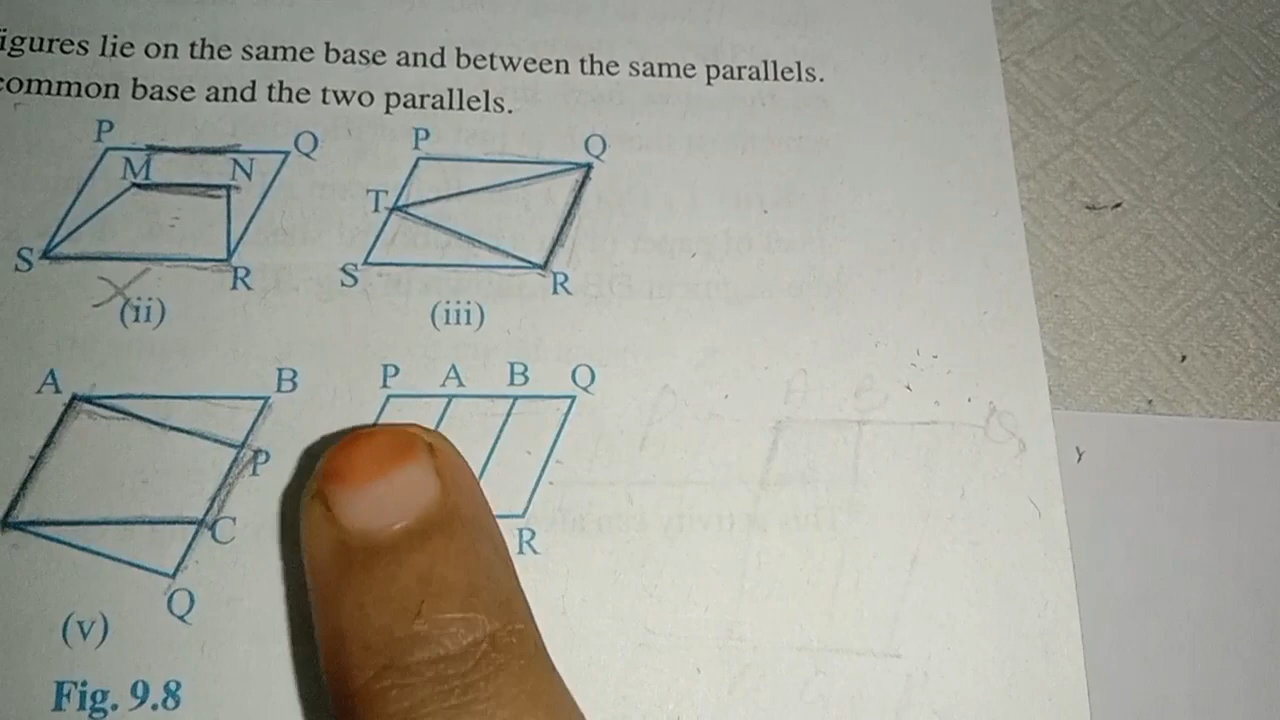 igures lie on the same base and between the same parallels.
common base and the two parallels.
P Q P Q
M N T
S R S R
(ii) (iii)
A B P A B Q
P
C R
Q
(v)
Fig. 9.8